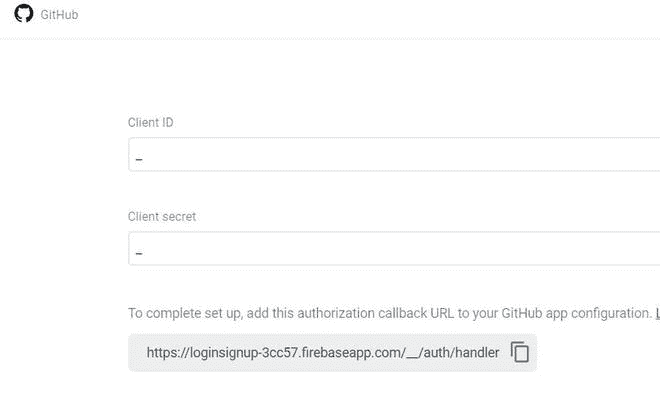 GitHub
Client ID
_
Client secret
_
To complete set up, add this authorization callback URL to your GitHub app configuration.
https://loginsignup-3cc57.firebaseapp.com/__/auth/handler